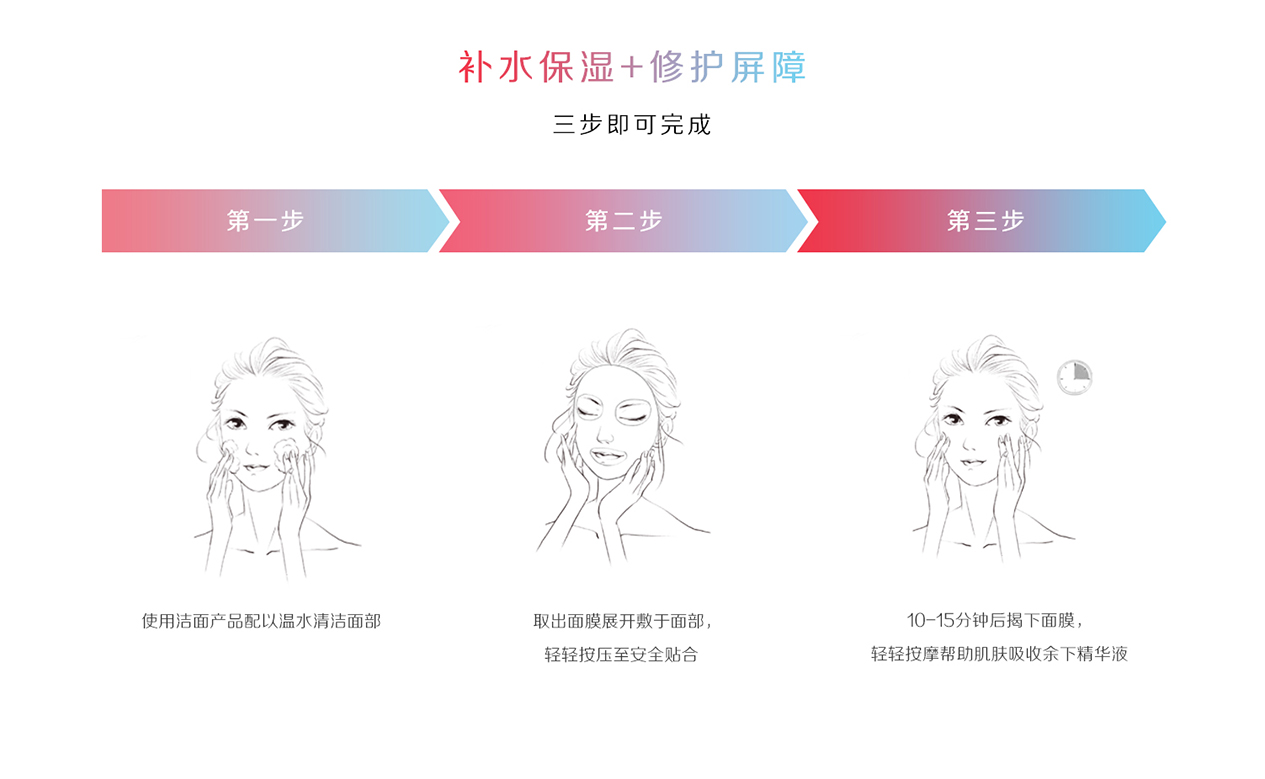 补水保湿+修护屏障
三步即可完成
第一步
第二步
第三步
使用洁面产品配以温水清洁面部
取出面膜展开敷于面部，
轻轻按压至安全贴合
10-15分钟后揭下面膜，
轻轻按摩帮助肌肤吸收余下精华液